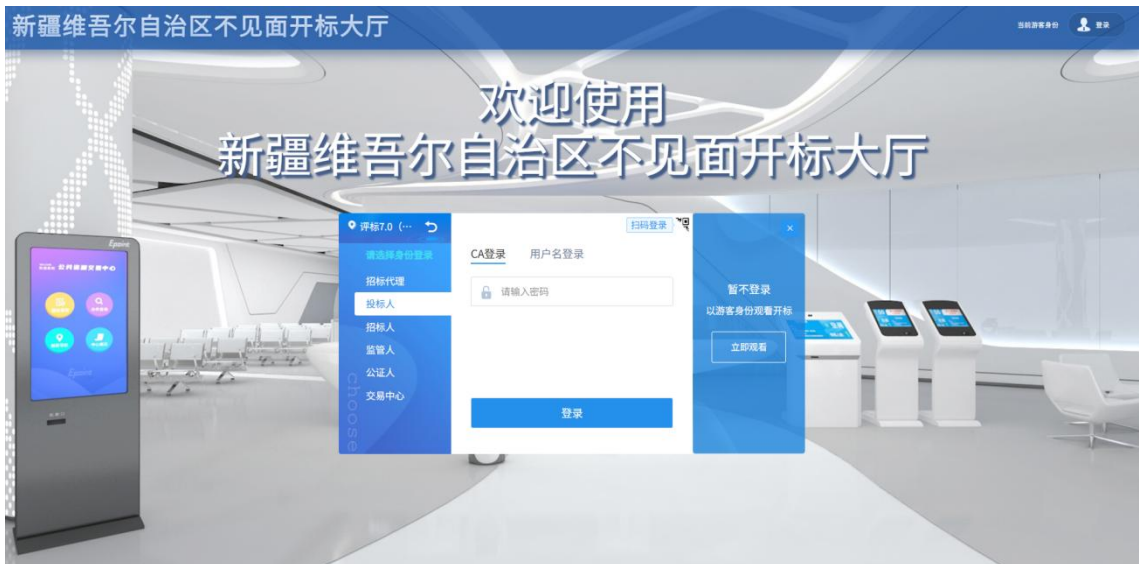 新疆维吾尔自治区不见面开标大厅
当前游客身份
登录
欢迎使用
新疆维吾尔自治区不见面开标大厅
评标7.0（…
扫码登录
请选择身份登录
CA登录
用户名登录
招标代理
投标人
招标人
监管人
公证人
交易中心
请输入密码
登录
×
暂不登录
以游客身份观看开标
立即观看
choose
Epoint
Epoint